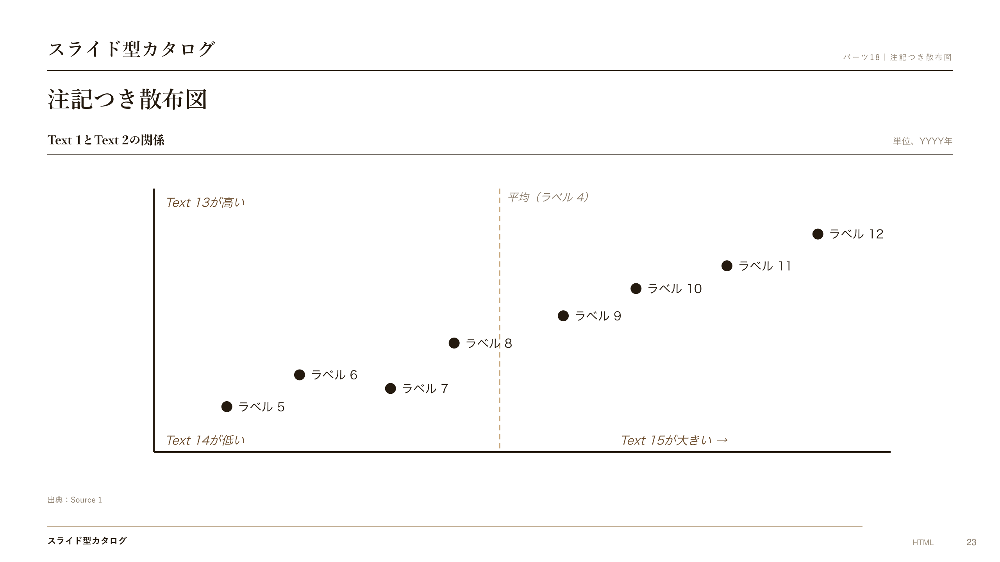 スライド型カタログ
パーツ18｜注記つき散布図
注記つき散布図
Text 1とText 2の関係
単位、YYYY年
Text 13が高い
平均（ラベル 4）
ラベル 12
ラベル 11
ラベル 10
ラベル 9
ラベル 8
ラベル 6
ラベル 7
ラベル 5
Text 14が低い
Text 15が大きい →
出典：Source 1
スライド型カタログ
HTML
23